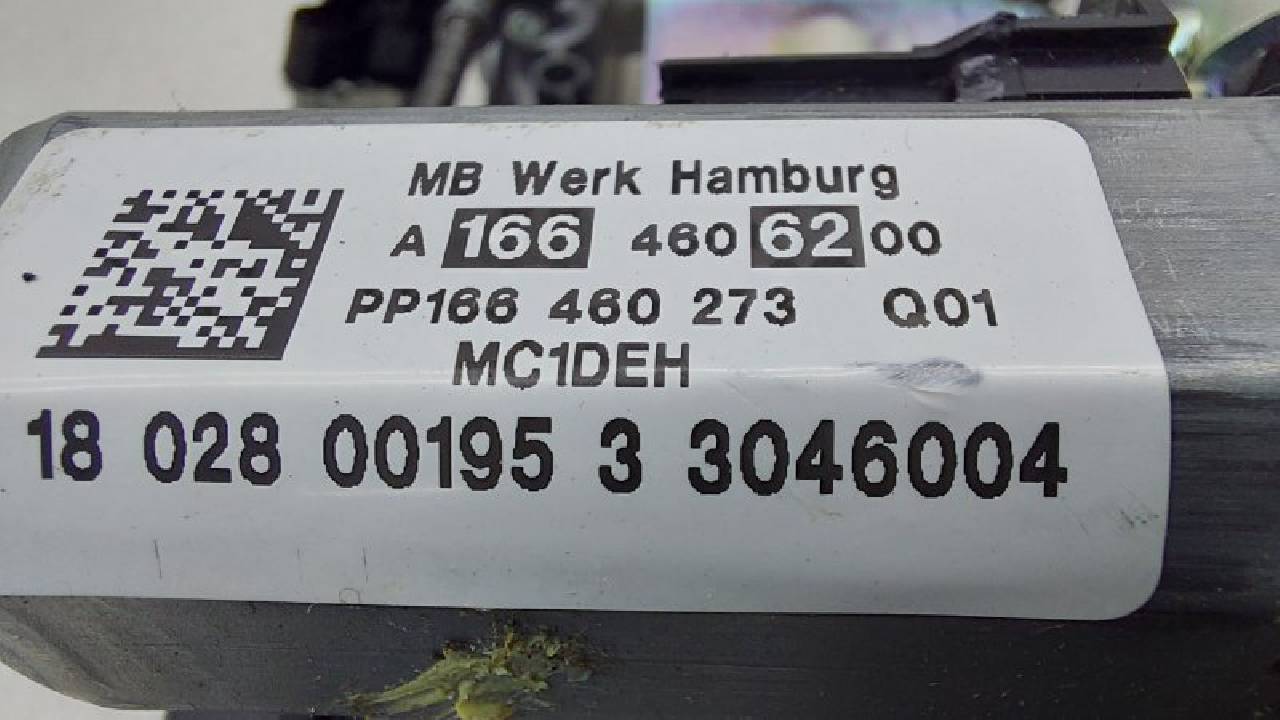 MB Werk Hamburg
A 166 460 62 00
PP166 460 273 Q01
MC1DEH
18 028 00195 3 3046004